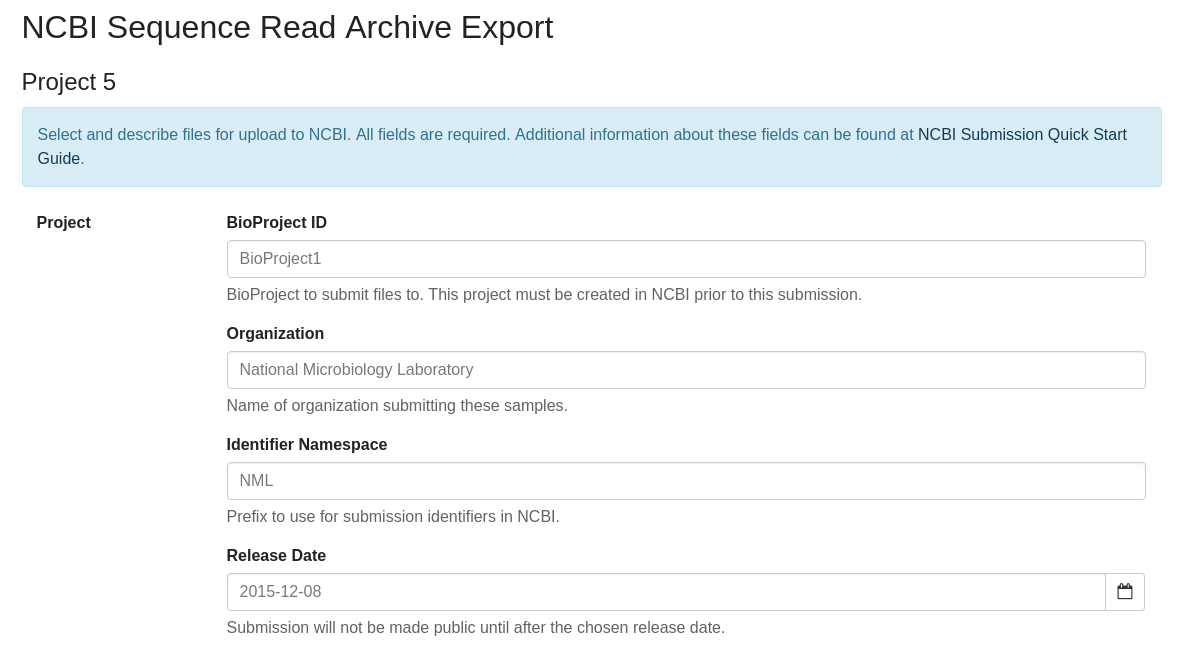 NCBI Sequence Read Archive Export
Project 5
Select and describe files for upload to NCBI. All fields are required. Additional information about these fields can be found at NCBI Submission Quick Start
Guide.
Project
BioProject ID
BioProject1
BioProject to submit files to. This project must be created in NCBI prior to this submission.
Organization
National Microbiology Laboratory
Name of organization submitting these samples.
Identifier Namespace
NML
Prefix to use for submission identifiers in NCBI.
Release Date
2015-12-08
Submission will not be made public until after the chosen release date.